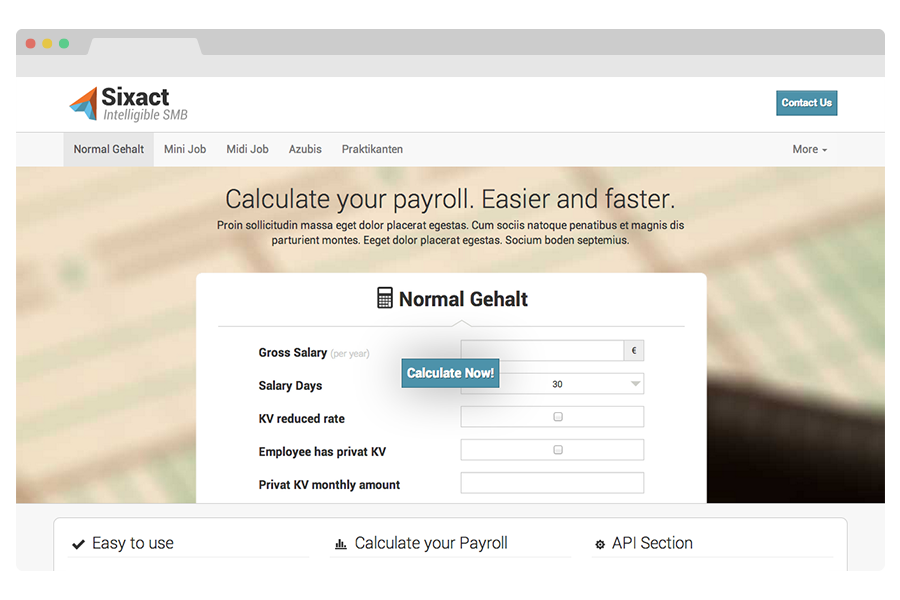 Sixact
Intelligible SMB
Contact Us
Normal Gehalt
Mini Job
Midi Job
Azubis
Praktikanten
More
Calculate your payroll. Easier and faster.
Proin sollicitudin massa eget dolor placerat egestas. Cum sociis natoque penatibus et magnis dis
parturient montes. Eeget dolor placerat egestas. Socium boden septemius.
Normal Gehalt
Gross Salary (per year)
€
Calculate Now!
Salary Days
30
KV reduced rate
Employee has privat KV
Privat KV monthly amount
Easy to use
Calculate your Payroll
API Section